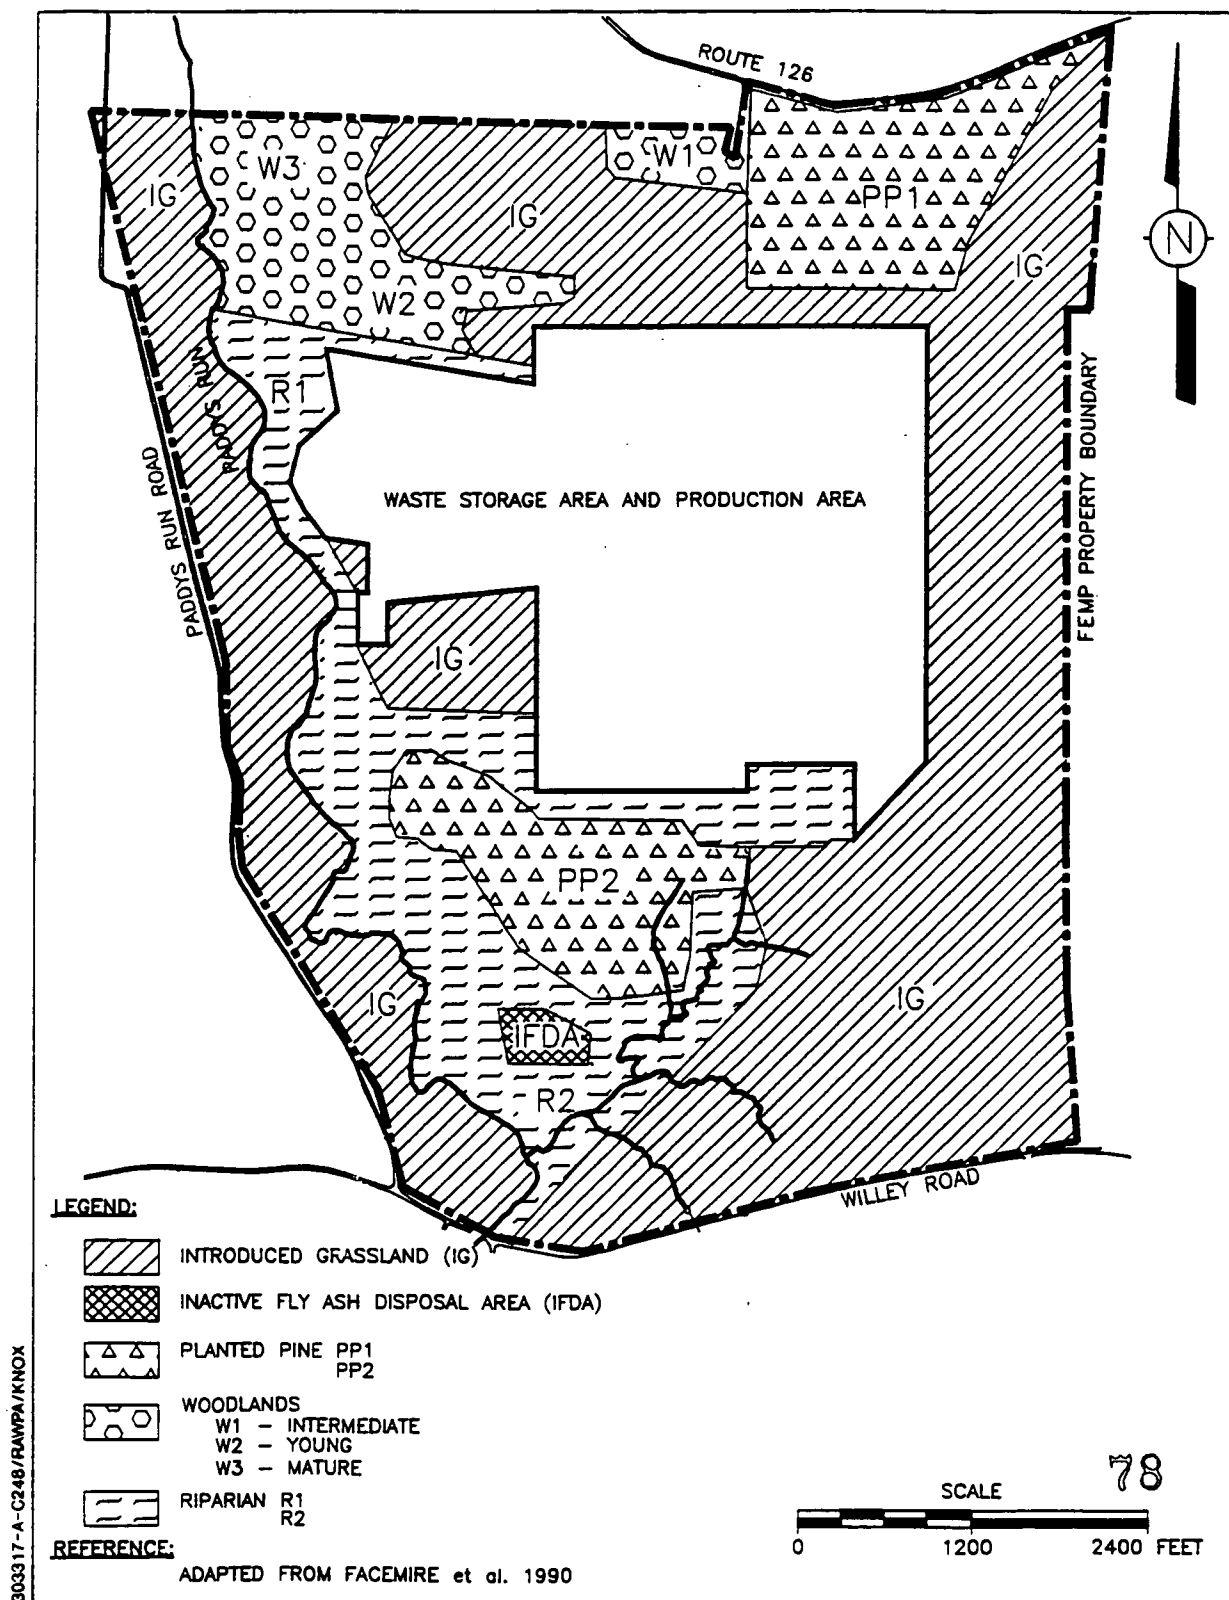 ROUTE 126
W3
W1
IG
IG
PP1
IG
N
W2
PADDYS RUN
R1
FEMP PROPERTY BOUNDARY
PADDYS RUN ROAD
WASTE STORAGE AREA AND PRODUCTION AREA
IG
PP2
IG
IG
IFDA
R2
WILLEY ROAD
LEGEND:
INTRODUCED GRASSLAND (IG)
INACTIVE FLY ASH DISPOSAL AREA (IFDA)
PLANTED PINE PP1
PP2
WOODLANDS
W1 – INTERMEDIATE
W2 – YOUNG
W3 – MATURE
RIPARIAN R1
R2
REFERENCE:
ADAPTED FROM FACEMIRE et al. 1990
78
SCALE
0 1200 2400 FEET
303317-A-C248/RAWPA/KNOX